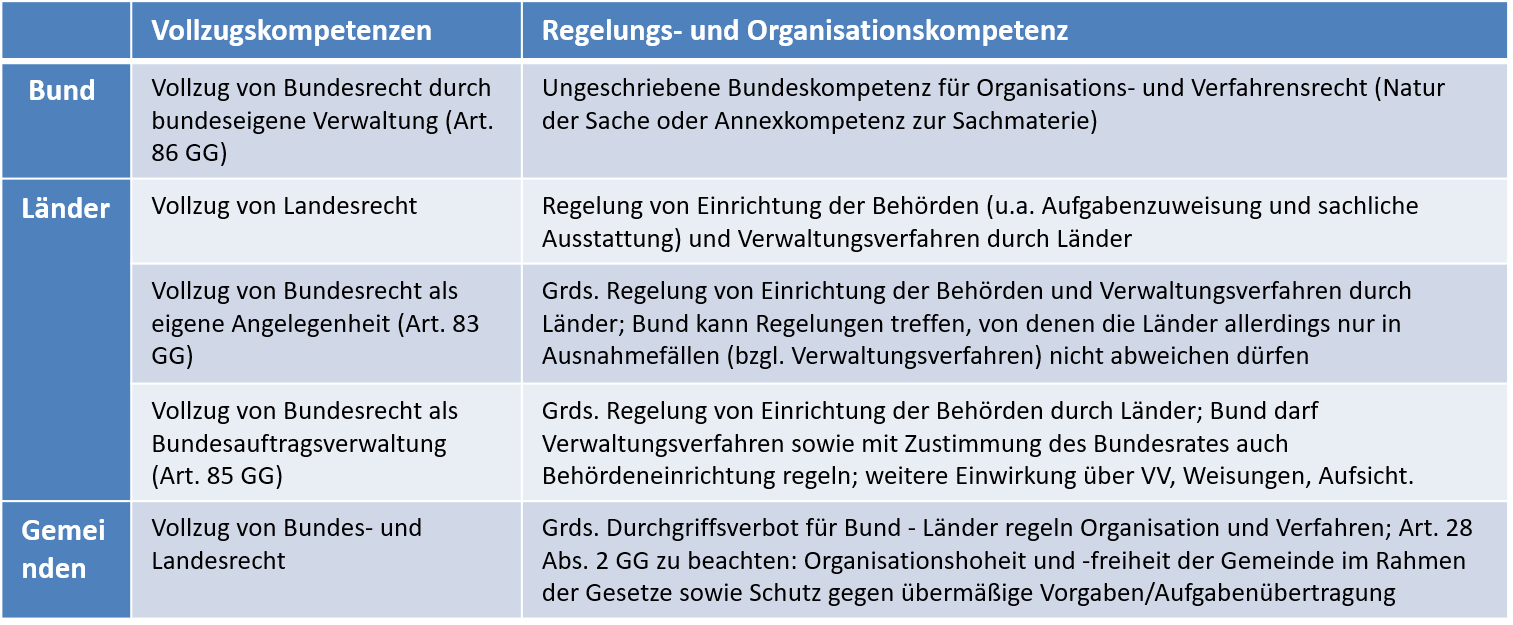 Vollzugskompetenzen
Regelungs- und Organisationskompetenz
Bund
Vollzug von Bundesrecht durch
bundeseigene Verwaltung (Art.
86 GG)
Ungeschriebene Bundeskompetenz für Organisations- und Verfahrensrecht (Natur
der Sache oder Annexkompetenz zur Sachmaterie)
Länder
Vollzug von Landesrecht
Regelung von Einrichtung der Behörden (u.a. Aufgabenzuweisung und sachliche
Ausstattung) und Verwaltungsverfahren durch Länder
Vollzug von Bundesrecht als
eigene Angelegenheit (Art. 83
GG)
Grds. Regelung von Einrichtung der Behörden und Verwaltungsverfahren durch
Länder; Bund kann Regelungen treffen, von denen die Länder allerdings nur in
Ausnahmefällen (bzgl. Verwaltungsverfahren) nicht abweichen dürfen
Vollzug von Bundesrecht als
Bundesauftragsverwaltung
(Art. 85 GG)
Grds. Regelung von Einrichtung der Behörden durch Länder; Bund darf
Verwaltungsverfahren sowie mit Zustimmung des Bundesrates auch
Behördeneinrichtung regeln; weitere Einwirkung über VV, Weisungen, Aufsicht.
Gemei
nden
Vollzug von Bundes- und
Landesrecht
Grds. Durchgriffsverbot für Bund - Länder regeln Organisation und Verfahren; Art. 28
Abs. 2 GG zu beachten: Organisationshoheit und -freiheit der Gemeinde im Rahmen
der Gesetze sowie Schutz gegen übermäßige Vorgaben/Aufgabenübertragung